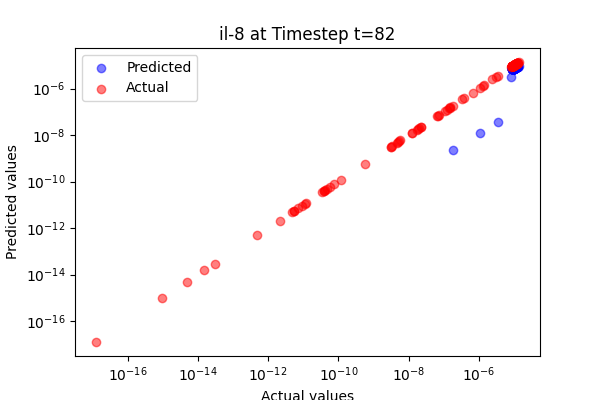 il-8 at Timestep t=82
Predicted
Actual
Predicted values
10⁻⁶
10⁻⁸
10⁻¹⁰
10⁻¹²
10⁻¹⁴
10⁻¹⁶
10⁻¹⁶ 10⁻¹⁴ 10⁻¹² 10⁻¹⁰ 10⁻⁸ 10⁻⁶
Actual values